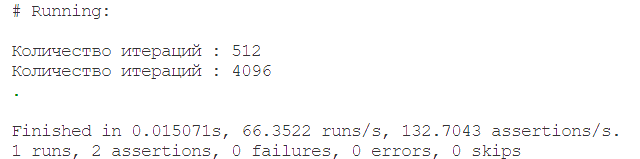 # Running:
Количество итераций : 512
Количество итераций : 4096
.
Finished in 0.015071s, 66.3522 runs/s, 132.7043 assertions/s.
1 runs, 2 assertions, 0 failures, 0 errors, 0 skips